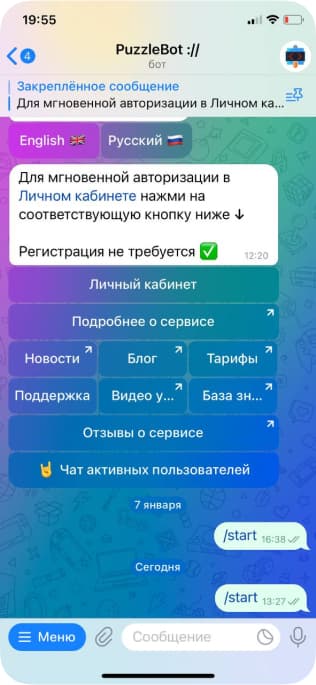 19:55
4
PuzzleBot ://
бот
Закреплённое сообщение
Для мгновенной авторизации в Личном ка...
English 🇬🇧
Русский 🇷🇺
Для мгновенной авторизации в
Личном кабинете нажми на
соответствующую кнопку ниже ↓
Регистрация не требуется ✅
12:20
Личный кабинет
Подробнее о сервисе
Новости
Блог
Тарифы
Поддержка
Видео у...
База зн...
Отзывы о сервисе
🤘 Чат активных пользователей
7 января
/start 16:38
Сегодня
/start 13:27
Меню
Сообщение